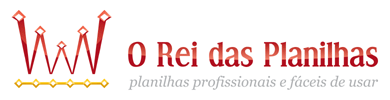 O Rei das Planilhas
planilhas profissionais e fáceis de usar